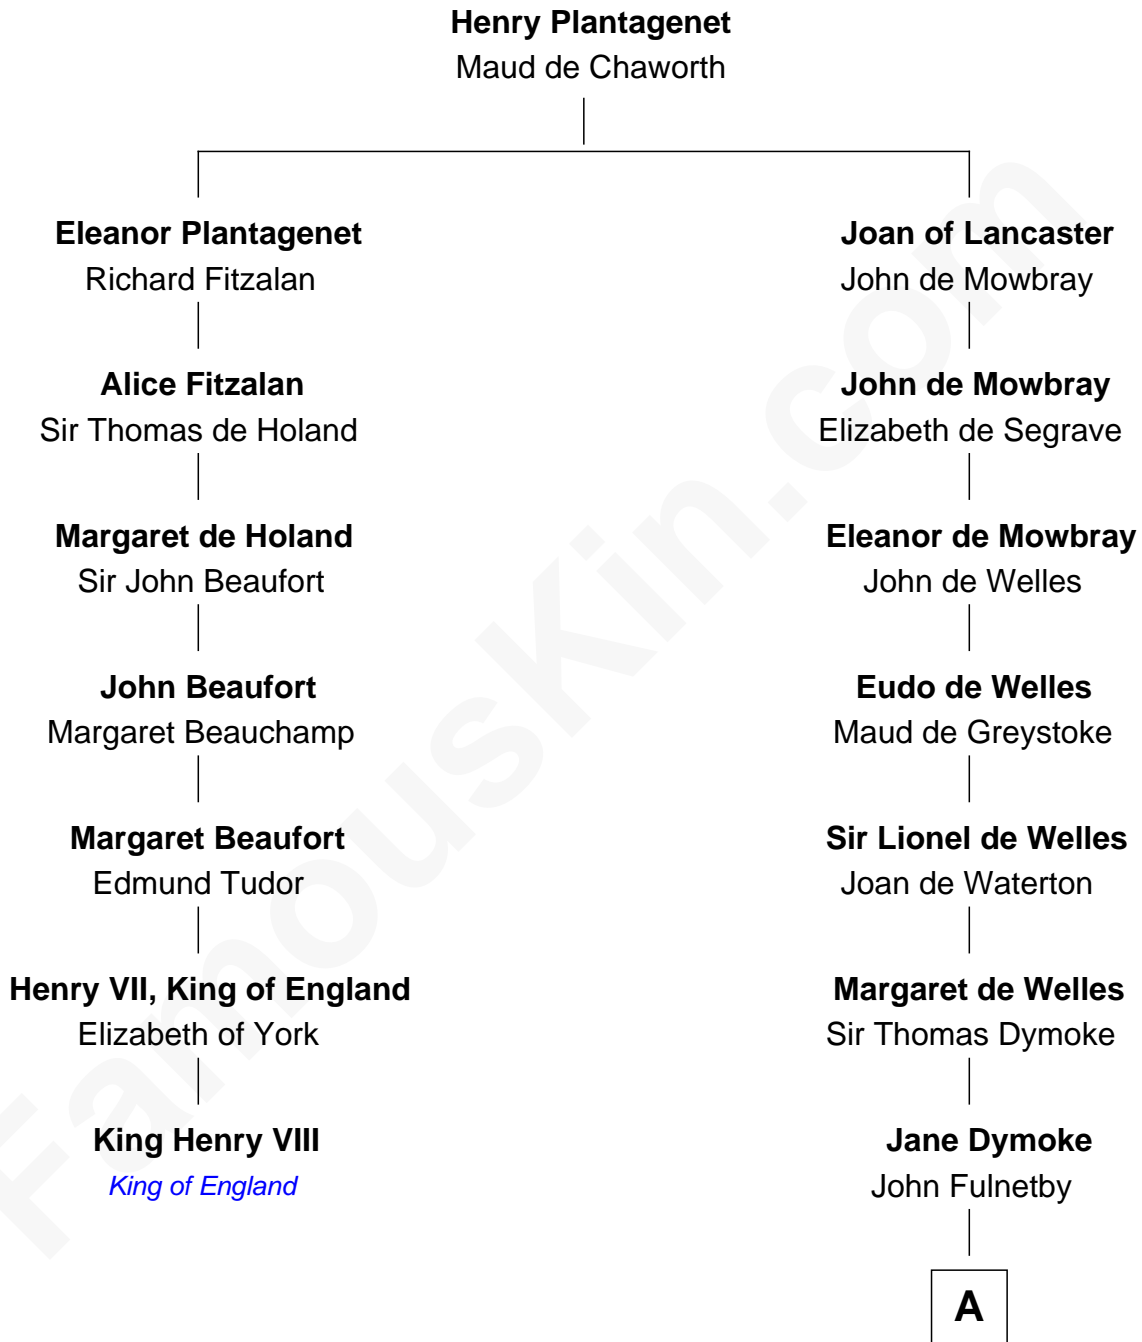 Henry Plantagenet
Maud de Chaworth
Eleanor Plantagenet
Richard Fitzalan
Joan of Lancaster
John de Mowbray
Alice Fitzalan
Sir Thomas de Holand
John de Mowbray
Elizabeth de Segrave
Margaret de Holand
Sir John Beaufort
Eleanor de Mowbray
John de Welles
John Beaufort
Margaret Beauchamp
Eudo de Welles
Maud de Greystoke
Margaret Beaufort
Edmund Tudor
Sir Lionel de Welles
Joan de Waterton
Henry VII, King of England
Elizabeth of York
Margaret de Welles
Sir Thomas Dymoke
King Henry VIII
King of England
Jane Dymoke
John Fulnetby
A
FamousKin.com